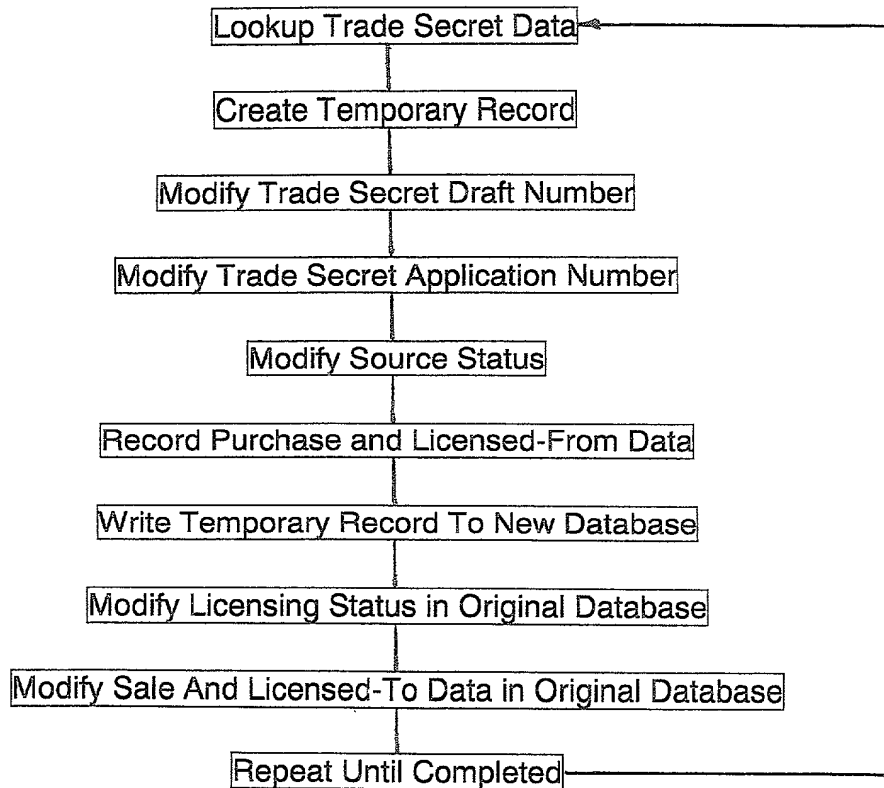 Lookup Trade Secret Data
Create Temporary Record
Modify Trade Secret Draft Number
Modify Trade Secret Application Number
Modify Source Status
Record Purchase and Licensed-From Data
Write Temporary Record To New Database
Modify Licensing Status in Original Database
Modify Sale And Licensed-To Data in Original Database
Repeat Until Completed